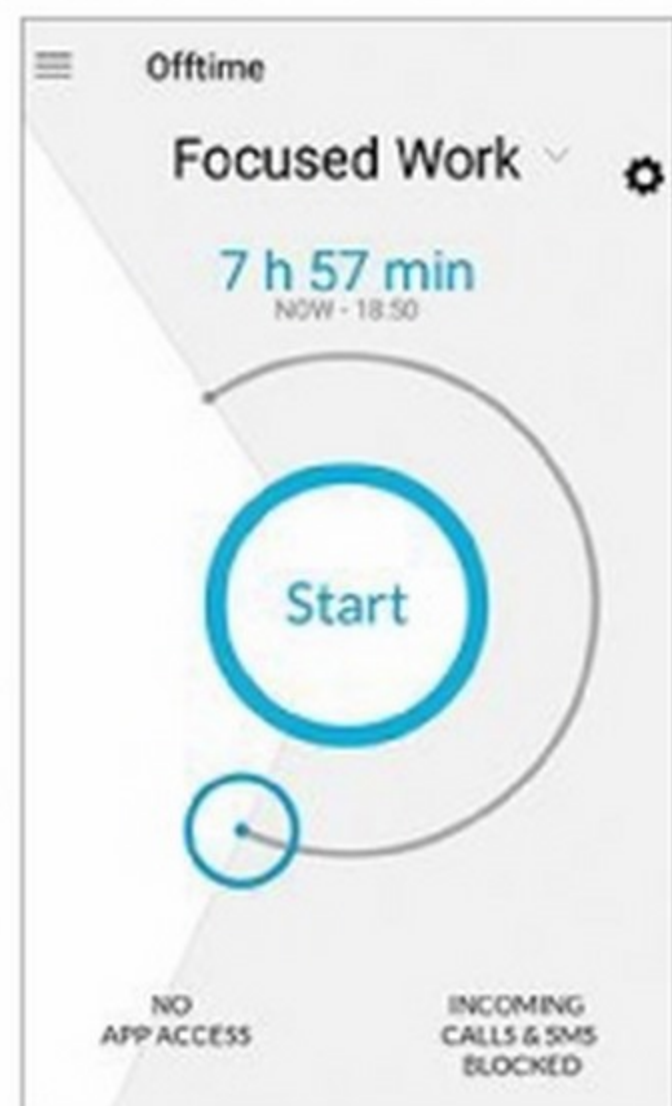 Offtime
Focused Work
7 h 57 min
NOW - 18:50
Start
NO
APP ACCESS
INCOMING
CALLS & SMS
BLOCKED